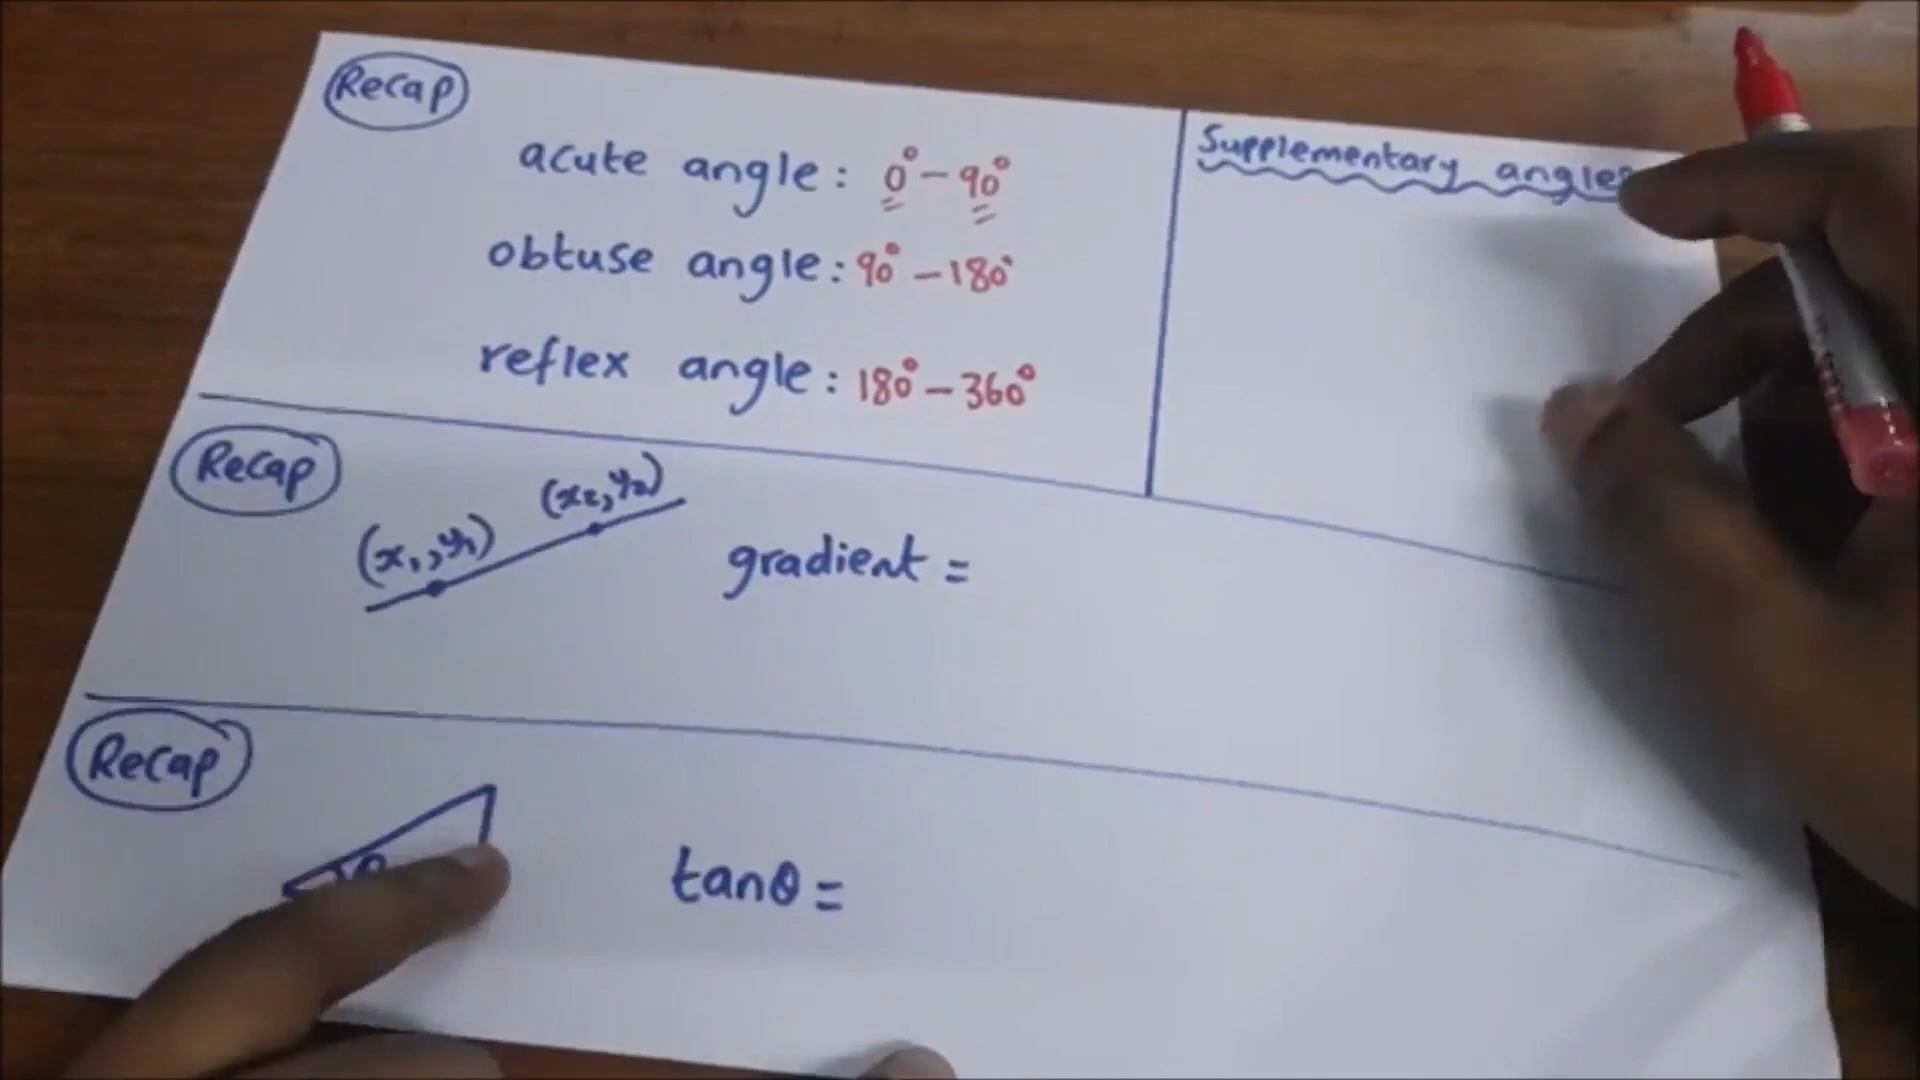 Recap
acute angle: 0° - 90°
obtuse angle: 90° - 180°
reflex angle: 180° - 360°
Supplementary angles
Recap
(x₁, y₁)
(x₂, y₂)
gradient =
Recap
θ
tanθ =